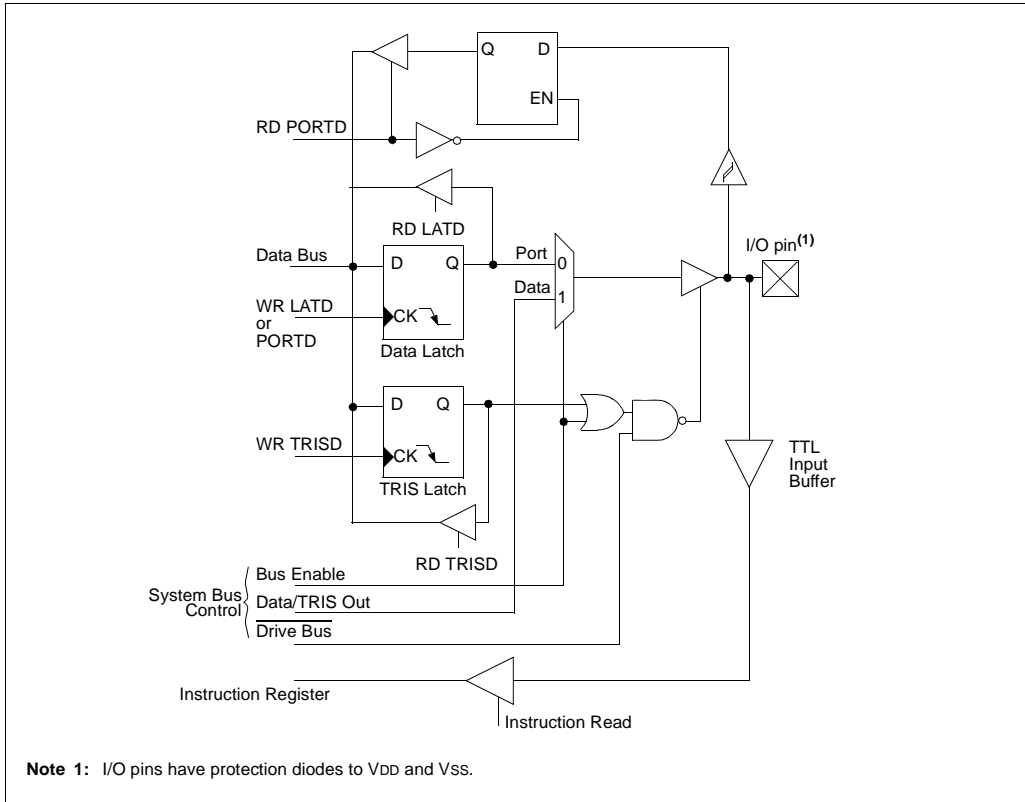 Q D
EN
RD PORTD
RD LATD
I/O pin(1)
Port 0
Data Bus
D Q
Data 1
WR LATD
or
PORTD
CK
Data Latch
D Q
WR TRISD
CK
TTL
Input
Buffer
TRIS Latch
RD TRISD
Bus Enable
System Bus
Control
Data/TRIS Out
Drive Bus
Instruction Register
Instruction Read
Note 1: I/O pins have protection diodes to VDD and VSS.